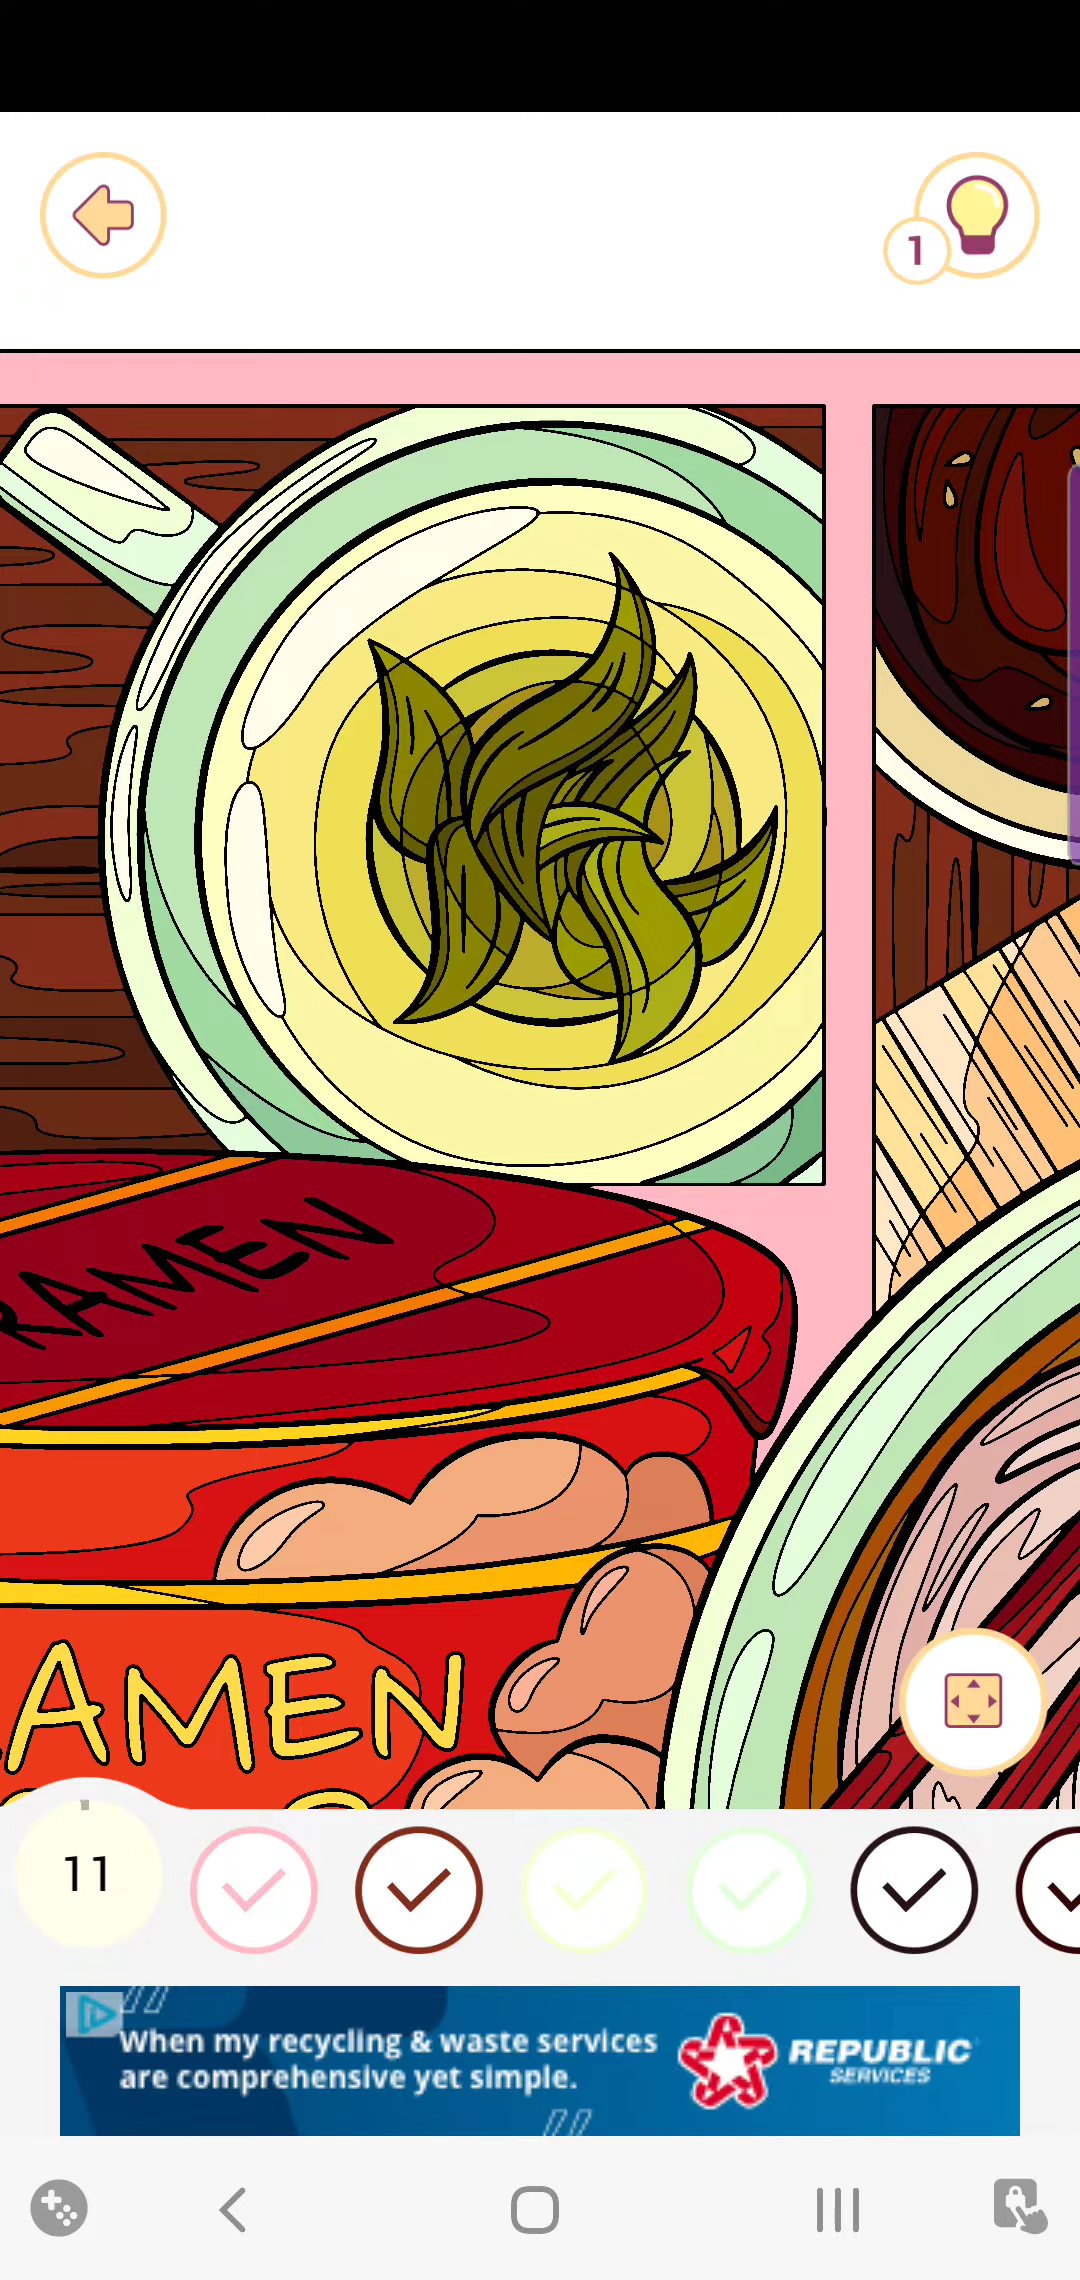 1
RAMEN
AMEN
11
When my recycling & waste services
are comprehensive yet simple.
REPUBLIC
SERVICES